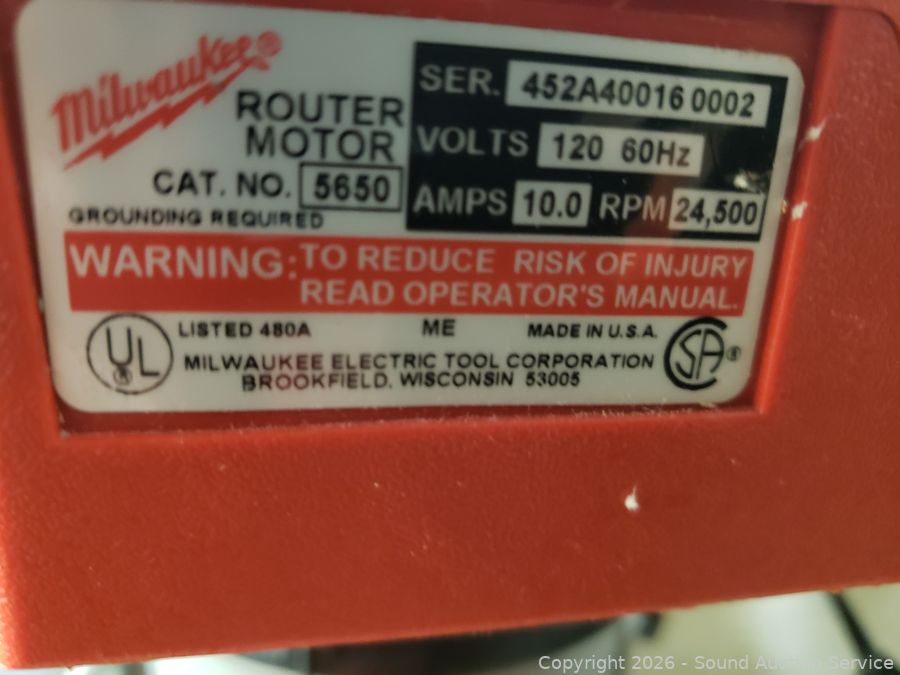 Milwaukee®
ROUTER
MOTOR
CAT. NO. 5650
GROUNDING REQUIRED
SER. 452A40016 0002
VOLTS 120 60Hz
AMPS 10.0 RPM 24,500
WARNING: TO REDUCE RISK OF INJURY
READ OPERATOR'S MANUAL.
UL® LISTED 480A ME MADE IN U.S.A. SA®
MILWAUKEE ELECTRIC TOOL CORPORATION
BROOKFIELD, WISCONSIN 53005
Copyright 2026 - Sound Auction Service